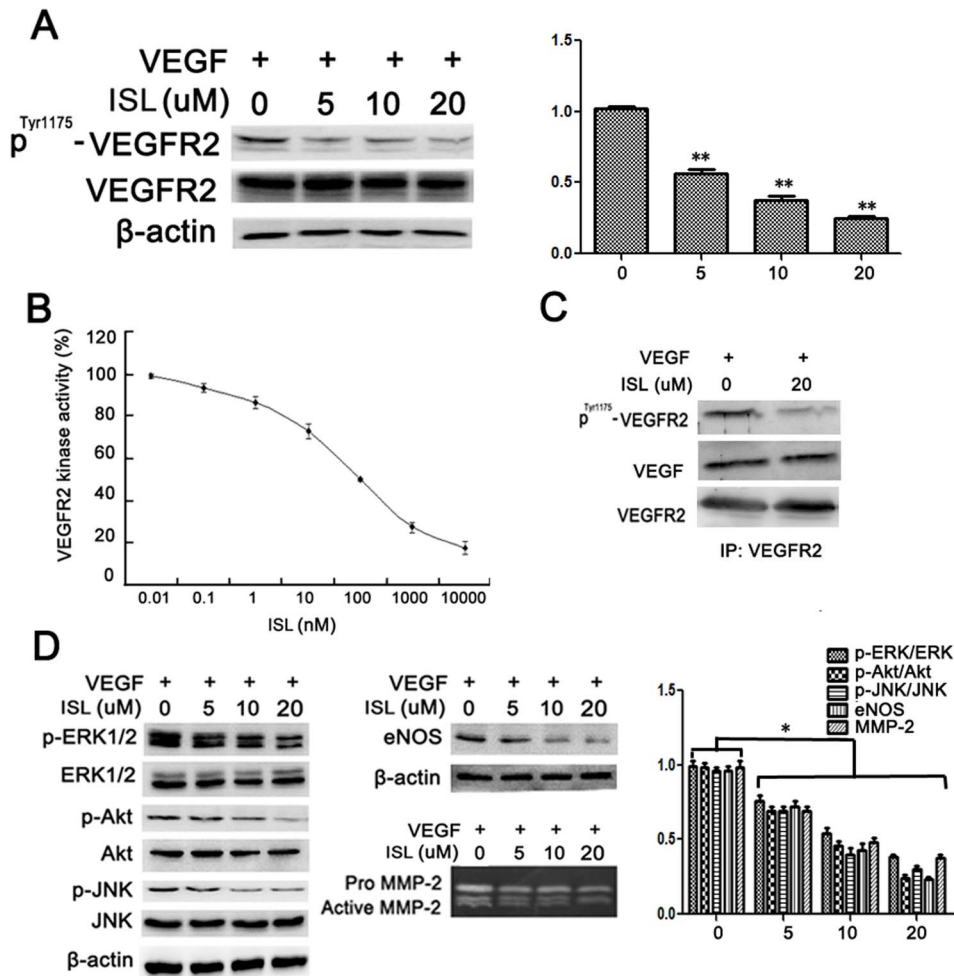 A
VEGF + + + +
ISL (uM) 0 5 10 20
pTyr1175-VEGFR2
VEGFR2
β-actin
1.5
1.0
0.5
0.0
0 5 10 20
** ** **
B
VEGFR2 kinase activity (%)
120
100
80
60
40
20
0
0.01 0.1 1 10 100 1000 10000
ISL (nM)
C
VEGF + +
ISL (uM) 0 20
pTyr1175-VEGFR2
VEGF
VEGFR2
IP: VEGFR2
D
VEGF + + + +
ISL (uM) 0 5 10 20
p-ERK1/2
ERK1/2
p-Akt
Akt
p-JNK
JNK
β-actin
VEGF + + + +
ISL (uM) 0 5 10 20
eNOS
β-actin
VEGF + + + +
ISL (uM) 0 5 10 20
Pro MMP-2
Active MMP-2
p-ERK/ERK
p-Akt/Akt
p-JNK/JNK
eNOS
MMP-2
*
1.5
1.0
0.5
0.0
0 5 10 20